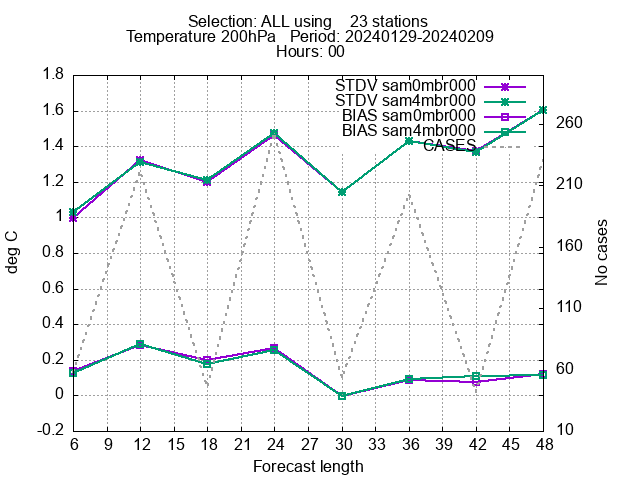 Selection: ALL using    23 stations
Temperature 200hPa   Period: 20240129-20240209
Hours: 00
STDV sam0mbr000
STDV sam4mbr000
BIAS sam0mbr000
BIAS sam4mbr000
CASES
deg C
1.8
1.6
1.4
1.2
1
0.8
0.6
0.4
0.2
0
-0.2
No cases
260
210
160
110
60
10
6 9 12 15 18 21 24 27 30 33 36 39 42 45 48
Forecast length